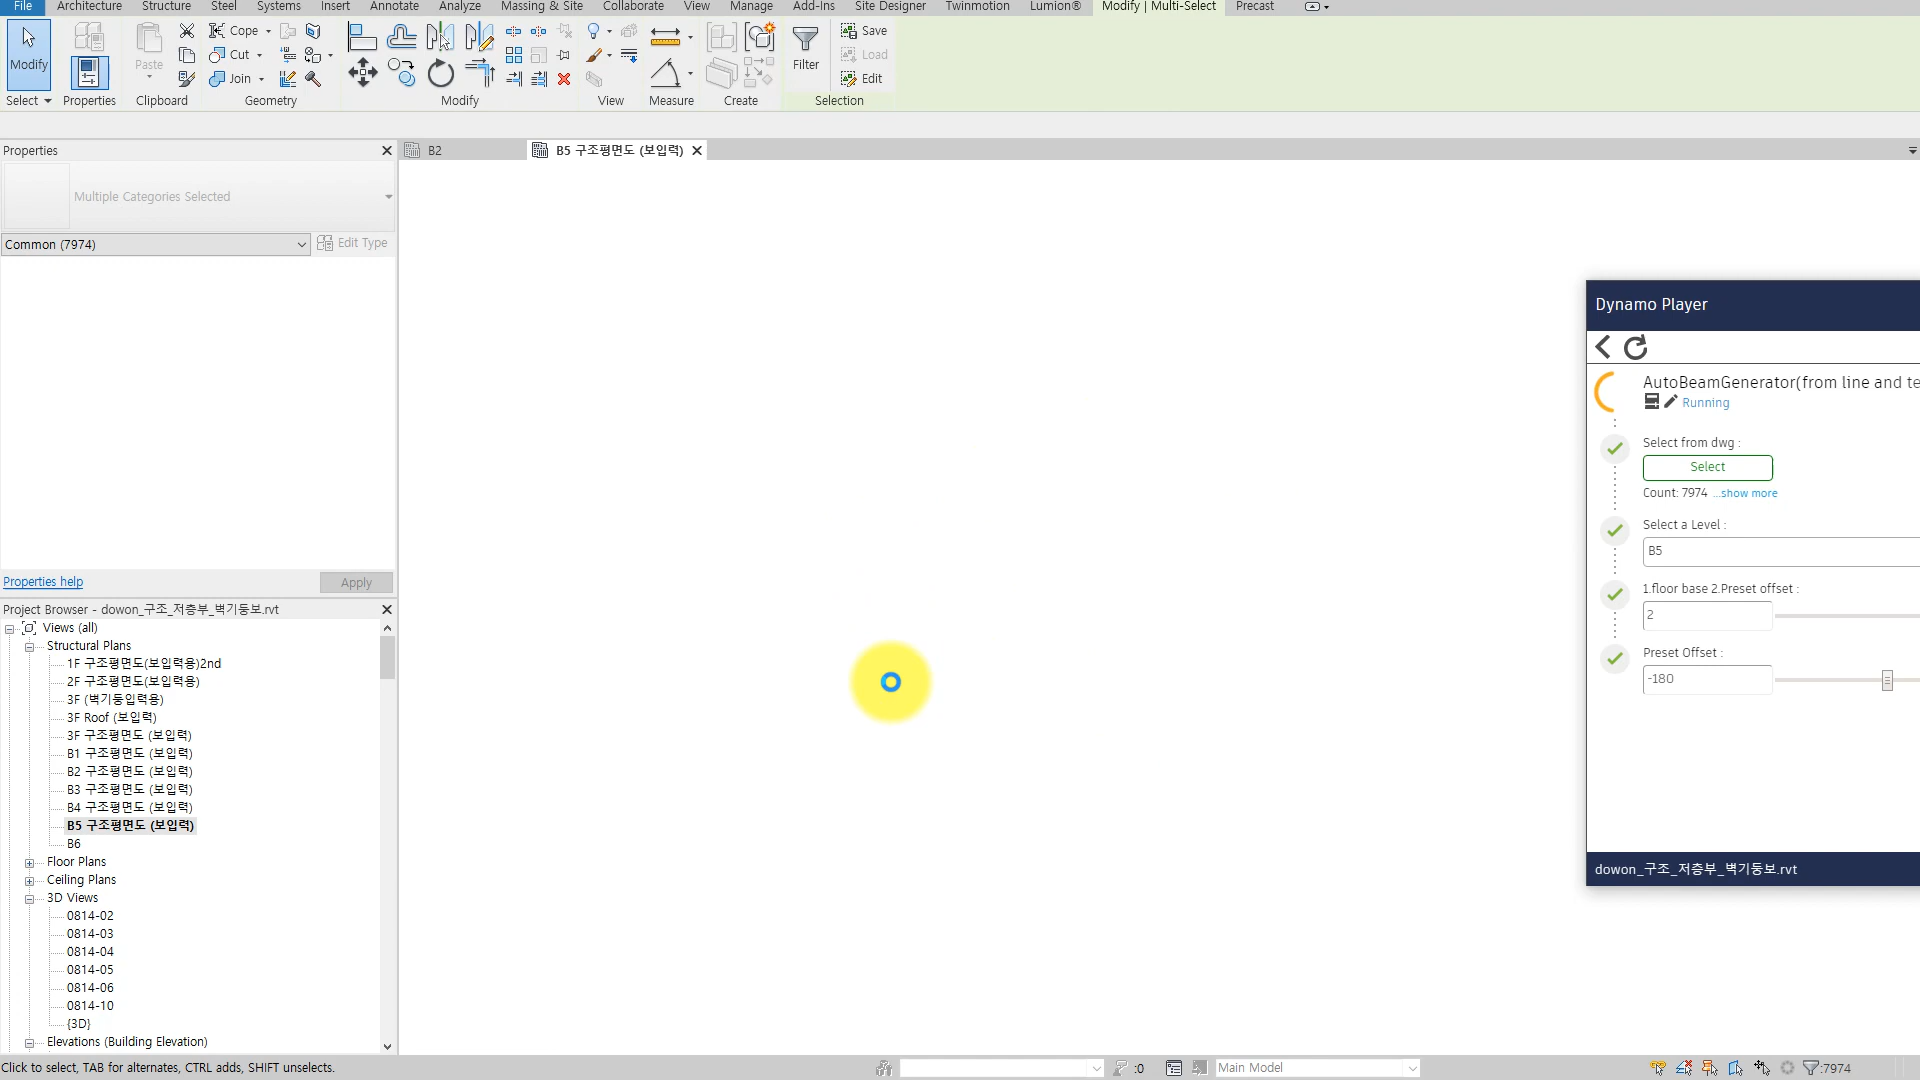 File Architecture Structure Steel Systems Insert Annotate Analyze Massing & Site Collaborate View Manage Add-Ins Site Designer Twinmotion Lumion® Modify | Multi-Select Precast
Cope
Save
Cut
Load
Modify
Paste
Filter
Join
Edit
Select
Properties
Clipboard
Geometry
Modify
View
Measure
Create
Selection
Properties
B2
B5 구조평면도 (보입력)
Multiple Categories Selected
Common (7974)
Edit Type
Properties help
Apply
Project Browser - dowon_구조_저층부_벽기둥보.rvt
Views (all)
Structural Plans
1F 구조평면도(보입력용)2nd
2F 구조평면도(보입력용)
3F (벽기둥입력용)
3F Roof (보입력)
3F 구조평면도 (보입력)
B1 구조평면도 (보입력)
B2 구조평면도 (보입력)
B3 구조평면도 (보입력)
B4 구조평면도 (보입력)
B5 구조평면도 (보입력)
B6
Floor Plans
Ceiling Plans
3D Views
0814-02
0814-03
0814-04
0814-05
0814-06
0814-10
{3D}
Elevations (Building Elevation)
Dynamo Player
AutoBeamGenerator(from line and te
Running
Select from dwg :
Select
Count: 7974 ...show more
Select a Level :
B5
1.floor base 2.Preset offset :
2
Preset Offset :
-180
dowon_구조_저층부_벽기둥보.rvt
Click to select, TAB for alternates, CTRL adds, SHIFT unselects.
:0
Main Model
:7974